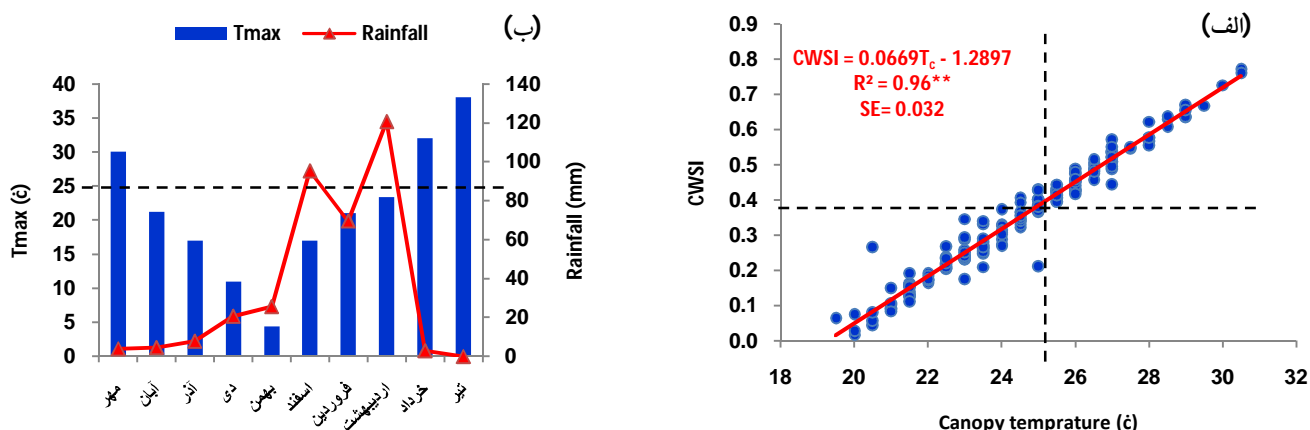 Tmax Rainfall
(ب)
40
35
30
25
20
15
10
5
0
Tmax (ċ)
140
120
100
80
60
40
20
0
Rainfall (mm)
مهر
آبان
آذر
دی
بهمن
اسفند
فروردین
اردیبهشت
خرداد
تیر
(الف)
CWSI = 0.0669Tc - 1.2897
R² = 0.96**
SE= 0.032
0.9
0.8
0.7
0.6
0.5
0.4
0.3
0.2
0.1
0.0
CWSI
18 20 22 24 26 28 30 32
Canopy temprature (ċ)